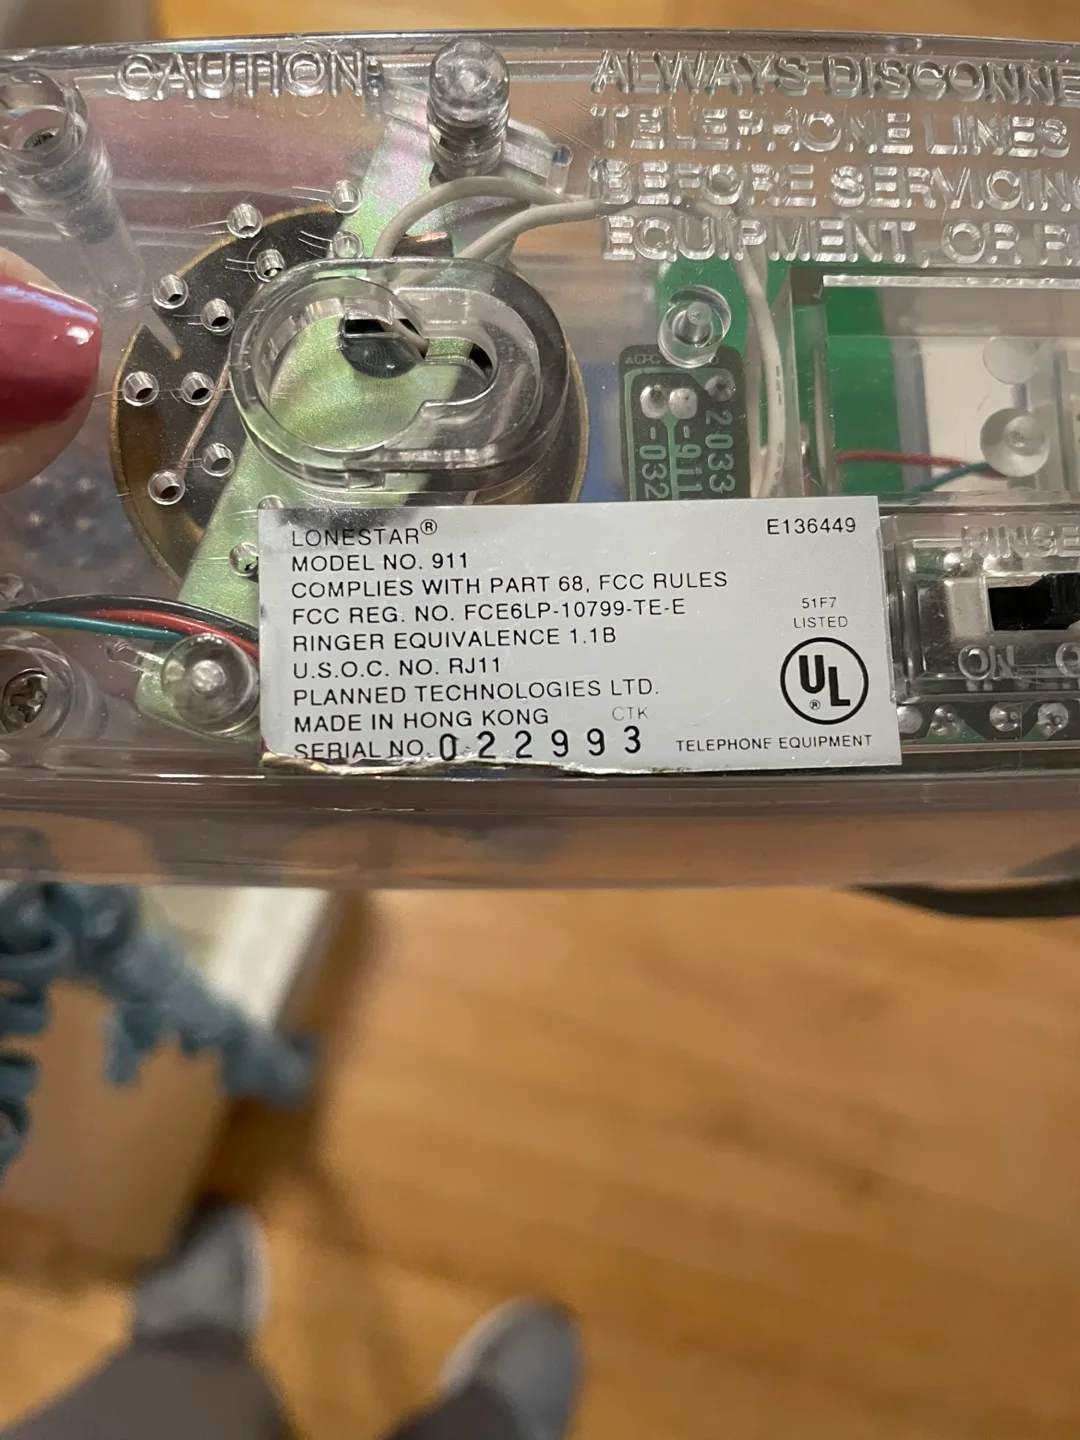 CAUTION:
ALWAYS DISCONNE
TELEPHONE LINES
BEFORE SERVICING
EQUIPMENT, OR R
2033
-911
-032
LONESTAR®
E136449
MODEL NO. 911
COMPLIES WITH PART 68, FCC RULES
FCC REG. NO. FCE6LP-10799-TE-E
RINGER EQUIVALENCE 1.1B
U.S.O.C. NO. RJ11
PLANNED TECHNOLOGIES LTD.
MADE IN HONG KONG CTK
SERIAL NO. 022993
51F7
LISTED
UL®
TELEPHONE EQUIPMENT
RINGE
ON O